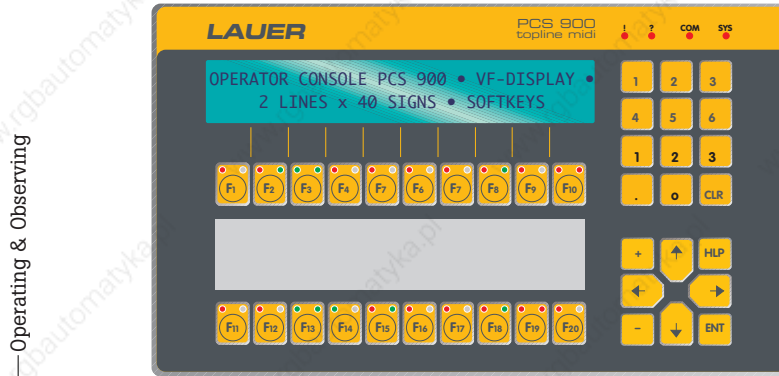 LAUER
PCS 900
topline midi
! ? COM SYS
OPERATOR CONSOLE PCS 900 • VF-DISPLAY •
2 LINES x 40 SIGNS • SOFTKEYS
1 2 3
4 5 6
1 2 3
. 0 CLR
F1 F2 F3 F4 F7 F6 F7 F8 F9 F10
+ HLP
- ENT
F11 F12 F13 F14 F15 F16 F17 F18 F19 F20
Operating & Observing